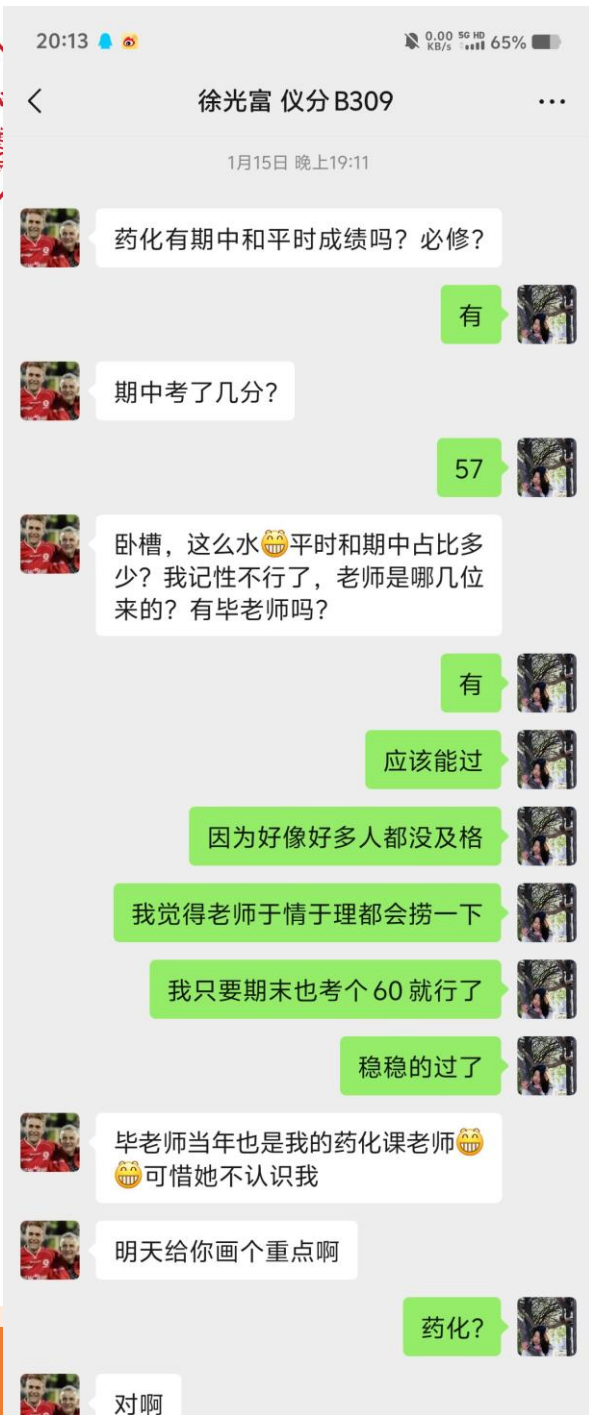 20:13 0.00 KB/s 5G HD 65%
徐光富 仪分B309
1月15日 晚上19:11
药化有期中和平时成绩吗？必修？
有
期中考了几分？
57
卧槽，这么水😁平时和期中占比多
少？我记性不行了，老师是哪几位
来的？有毕老师吗？
有
应该能过
因为好像好多人都没及格
我觉得老师于情于理都会捞一下
我只要期末也考个60就行了
稳稳的过了
毕老师当年也是我的药化课老师😁
😁可惜她不认识我
明天给你画个重点啊
药化？
对啊